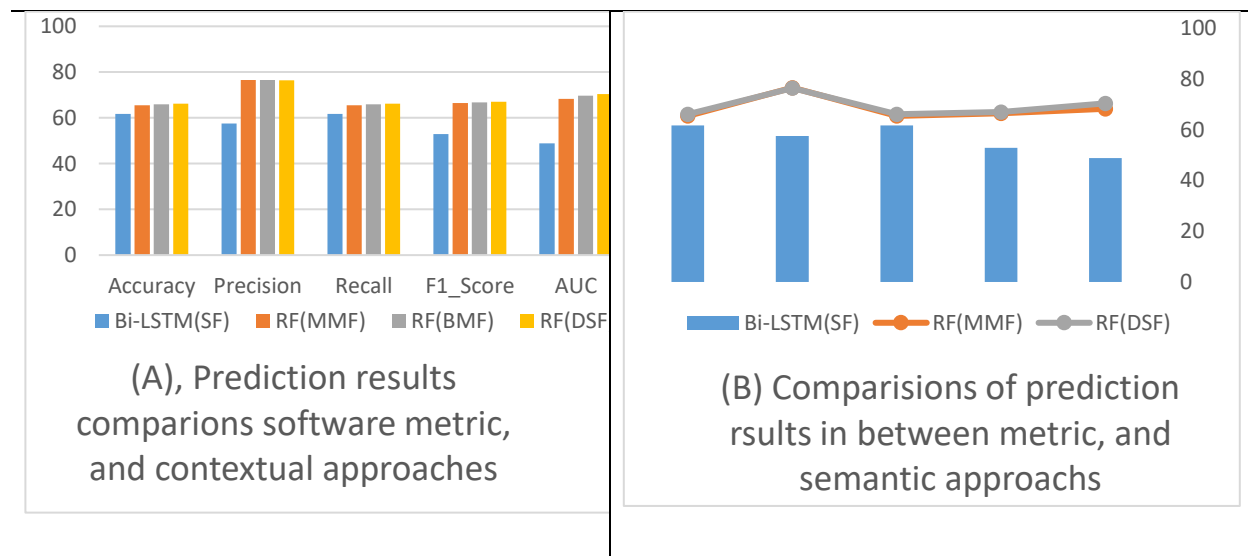 100
80
60
40
20
0
Accuracy Precision Recall F1_Score AUC
Bi-LSTM(SF) RF(MMF) RF(BMF) RF(DSF
(A), Prediction results
comparions software metric,
and contextual approaches
100
80
60
40
20
0
Bi-LSTM(SF) RF(MMF) RF(DSF)
(B) Comparisions of prediction
rsults in between metric, and
semantic approachs